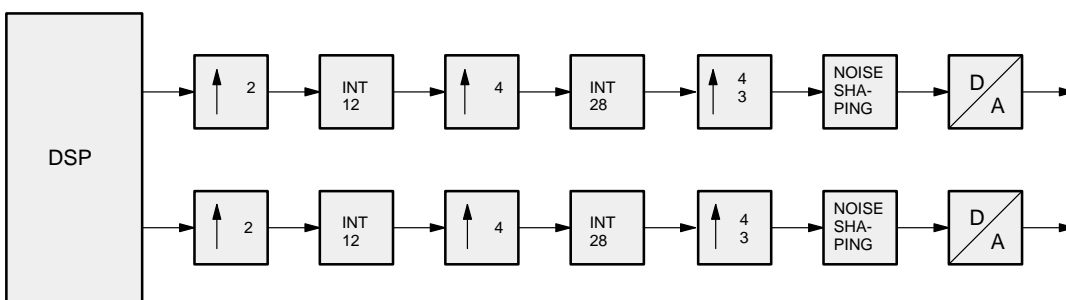 DSP
2
INT
12
4
INT
28
4
3
NOISE
SHA-
PING
D
A
2
INT
12
4
INT
28
4
3
NOISE
SHA-
PING
D
A